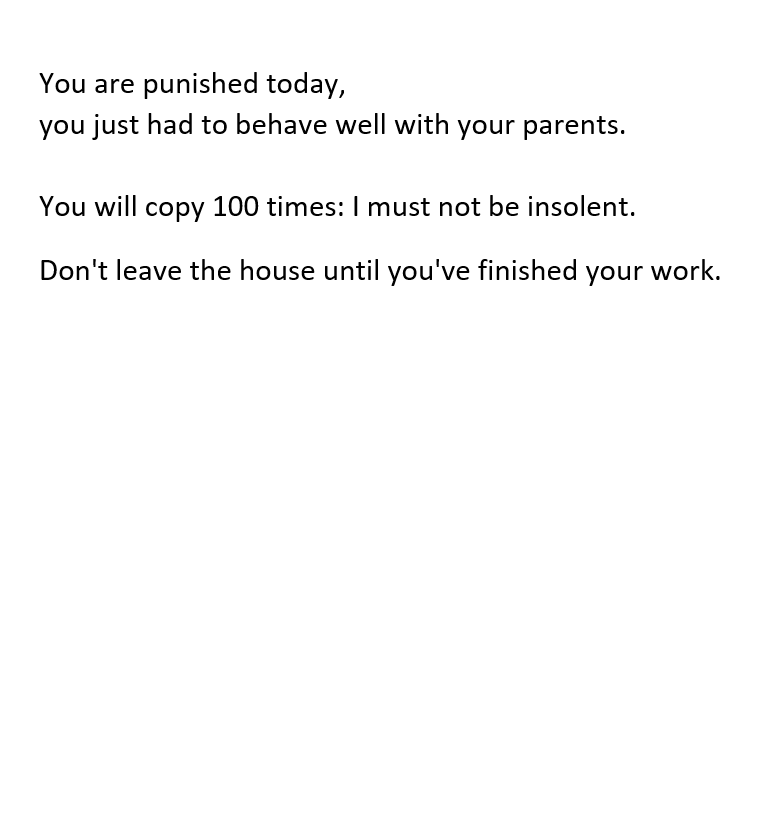 You are punished today,
you just had to behave well with your parents.
You will copy 100 times: I must not be insolent.
Don't leave the house until you've finished your work.